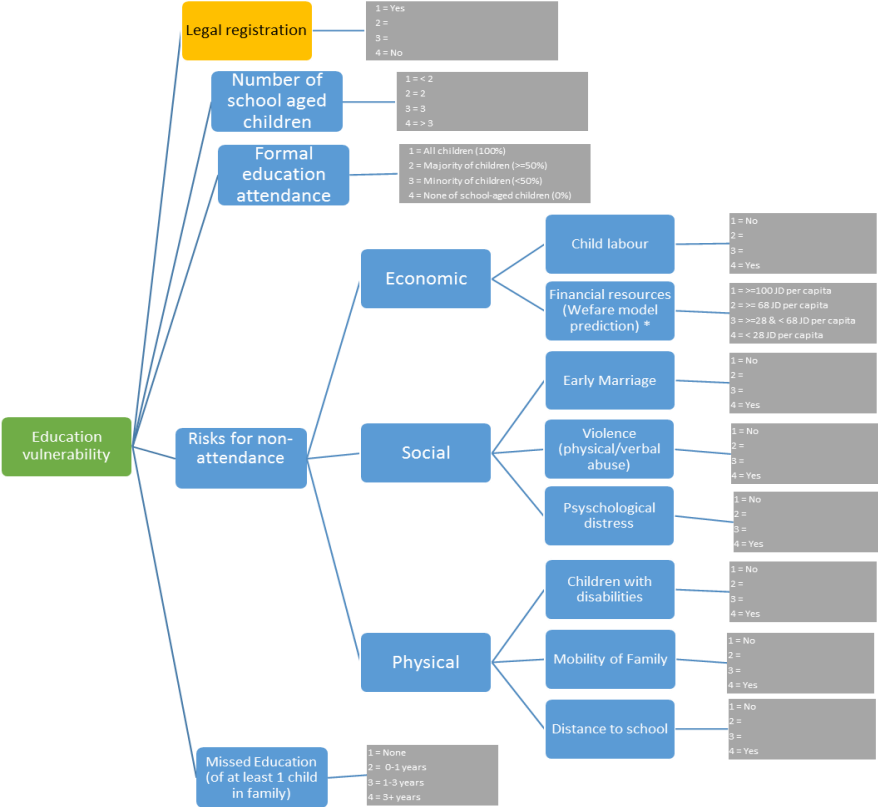 Legal registration
1 = Yes
2 =
3 =
4 = No
Number of
school aged
children
1 = < 2
2 = 2
3 = 3
4 = > 3
Formal
education
attendance
1 = All children (100%)
2 = Majority of children (>=50%)
3 = Minority of children (<50%)
4 = None of school-aged children (0%)
Education
vulnerability
Risks for non-
attendance
Economic
Child labour
1 = No
2 =
3 =
4 = Yes
Financial resources
(Wefare model
prediction) *
1 = >=100 JD per capita
2 = >= 68 JD per capita
3 = >=28 & < 68 JD per capita
4 = < 28 JD per capita
Social
Early Marriage
1 = No
2 =
3 =
4 = Yes
Violence
(physical/verbal
abuse)
1 = No
2 =
3 =
4 = Yes
Psyschological
distress
1 = No
2 =
3 =
4 = Yes
Physical
Children with
disabilities
1 = No
2 =
3 =
4 = Yes
Mobility of Family
1 = No
2 =
3 =
4 = Yes
Distance to school
1 = No
2 =
3 =
4 = Yes
Missed Education
(of at least 1 child
in family)
1 = None
2 = 0-1 years
3 = 1-3 years
4 = 3+ years